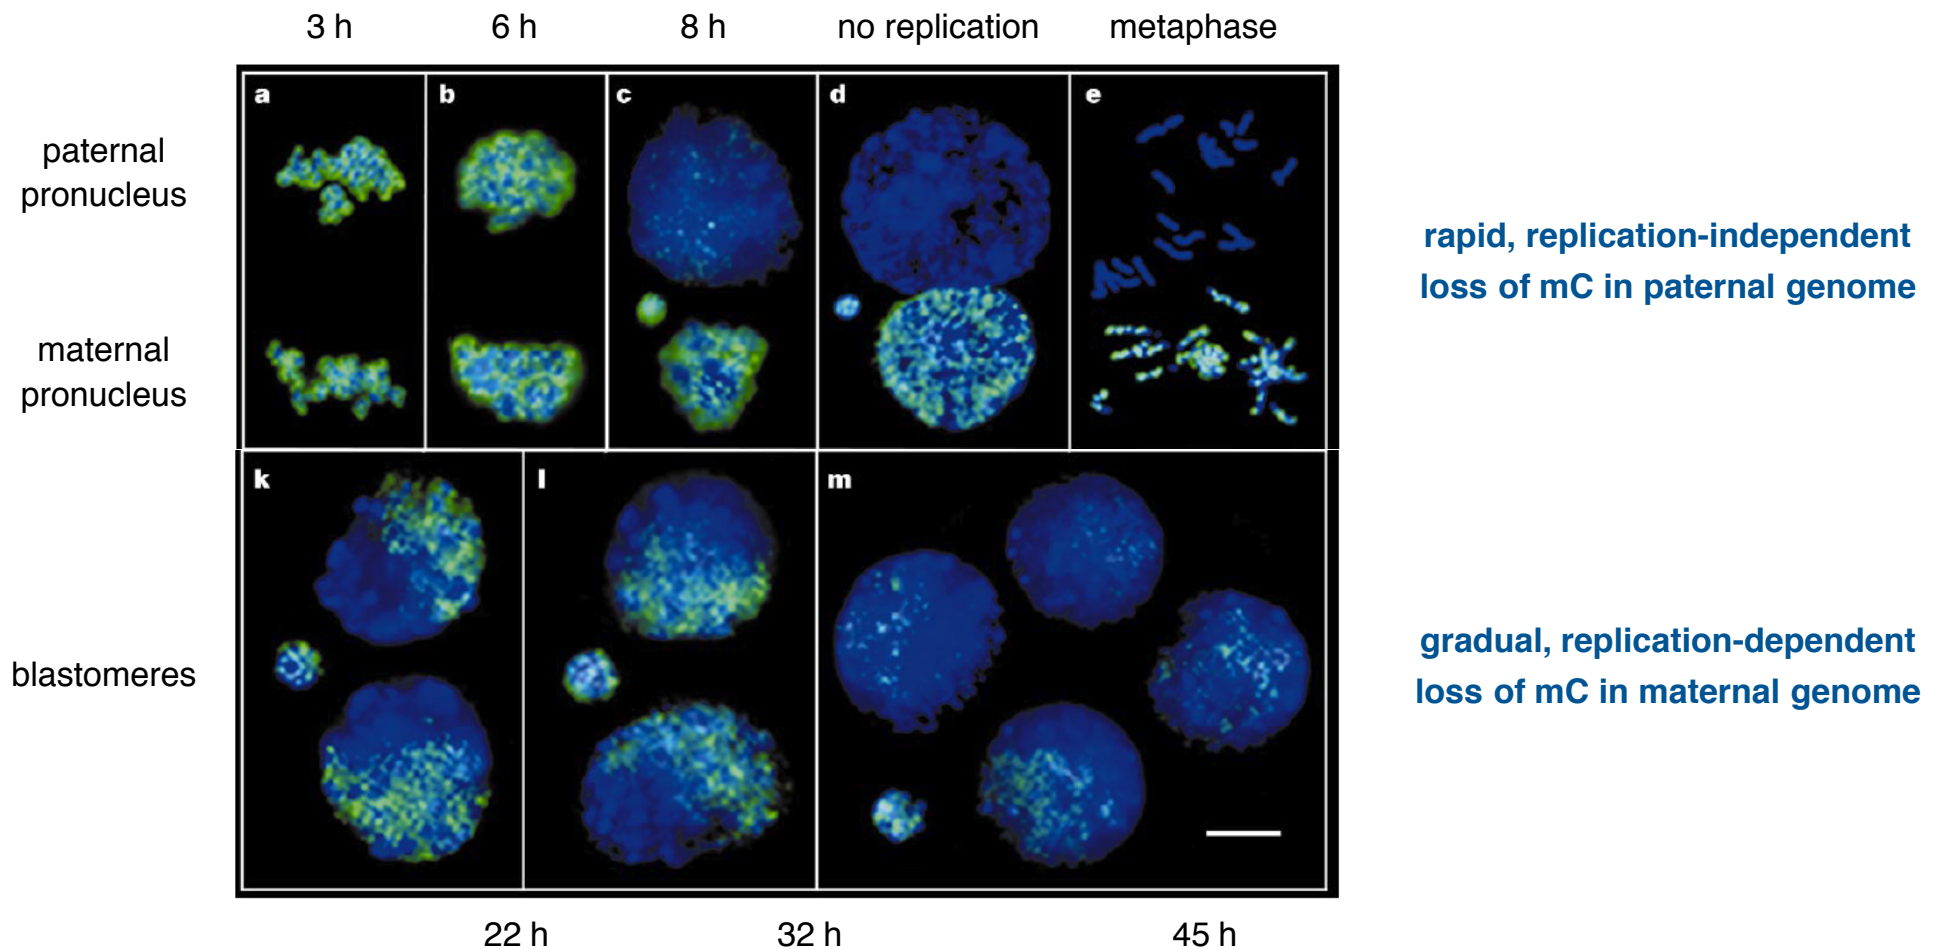 3 h
6 h
8 h
no replication
metaphase
a
b
c
d
e
paternal
pronucleus
maternal
pronucleus
rapid, replication-independent
loss of mC in paternal genome
k
l
m
blastomeres
gradual, replication-dependent
loss of mC in maternal genome
22 h
32 h
45 h